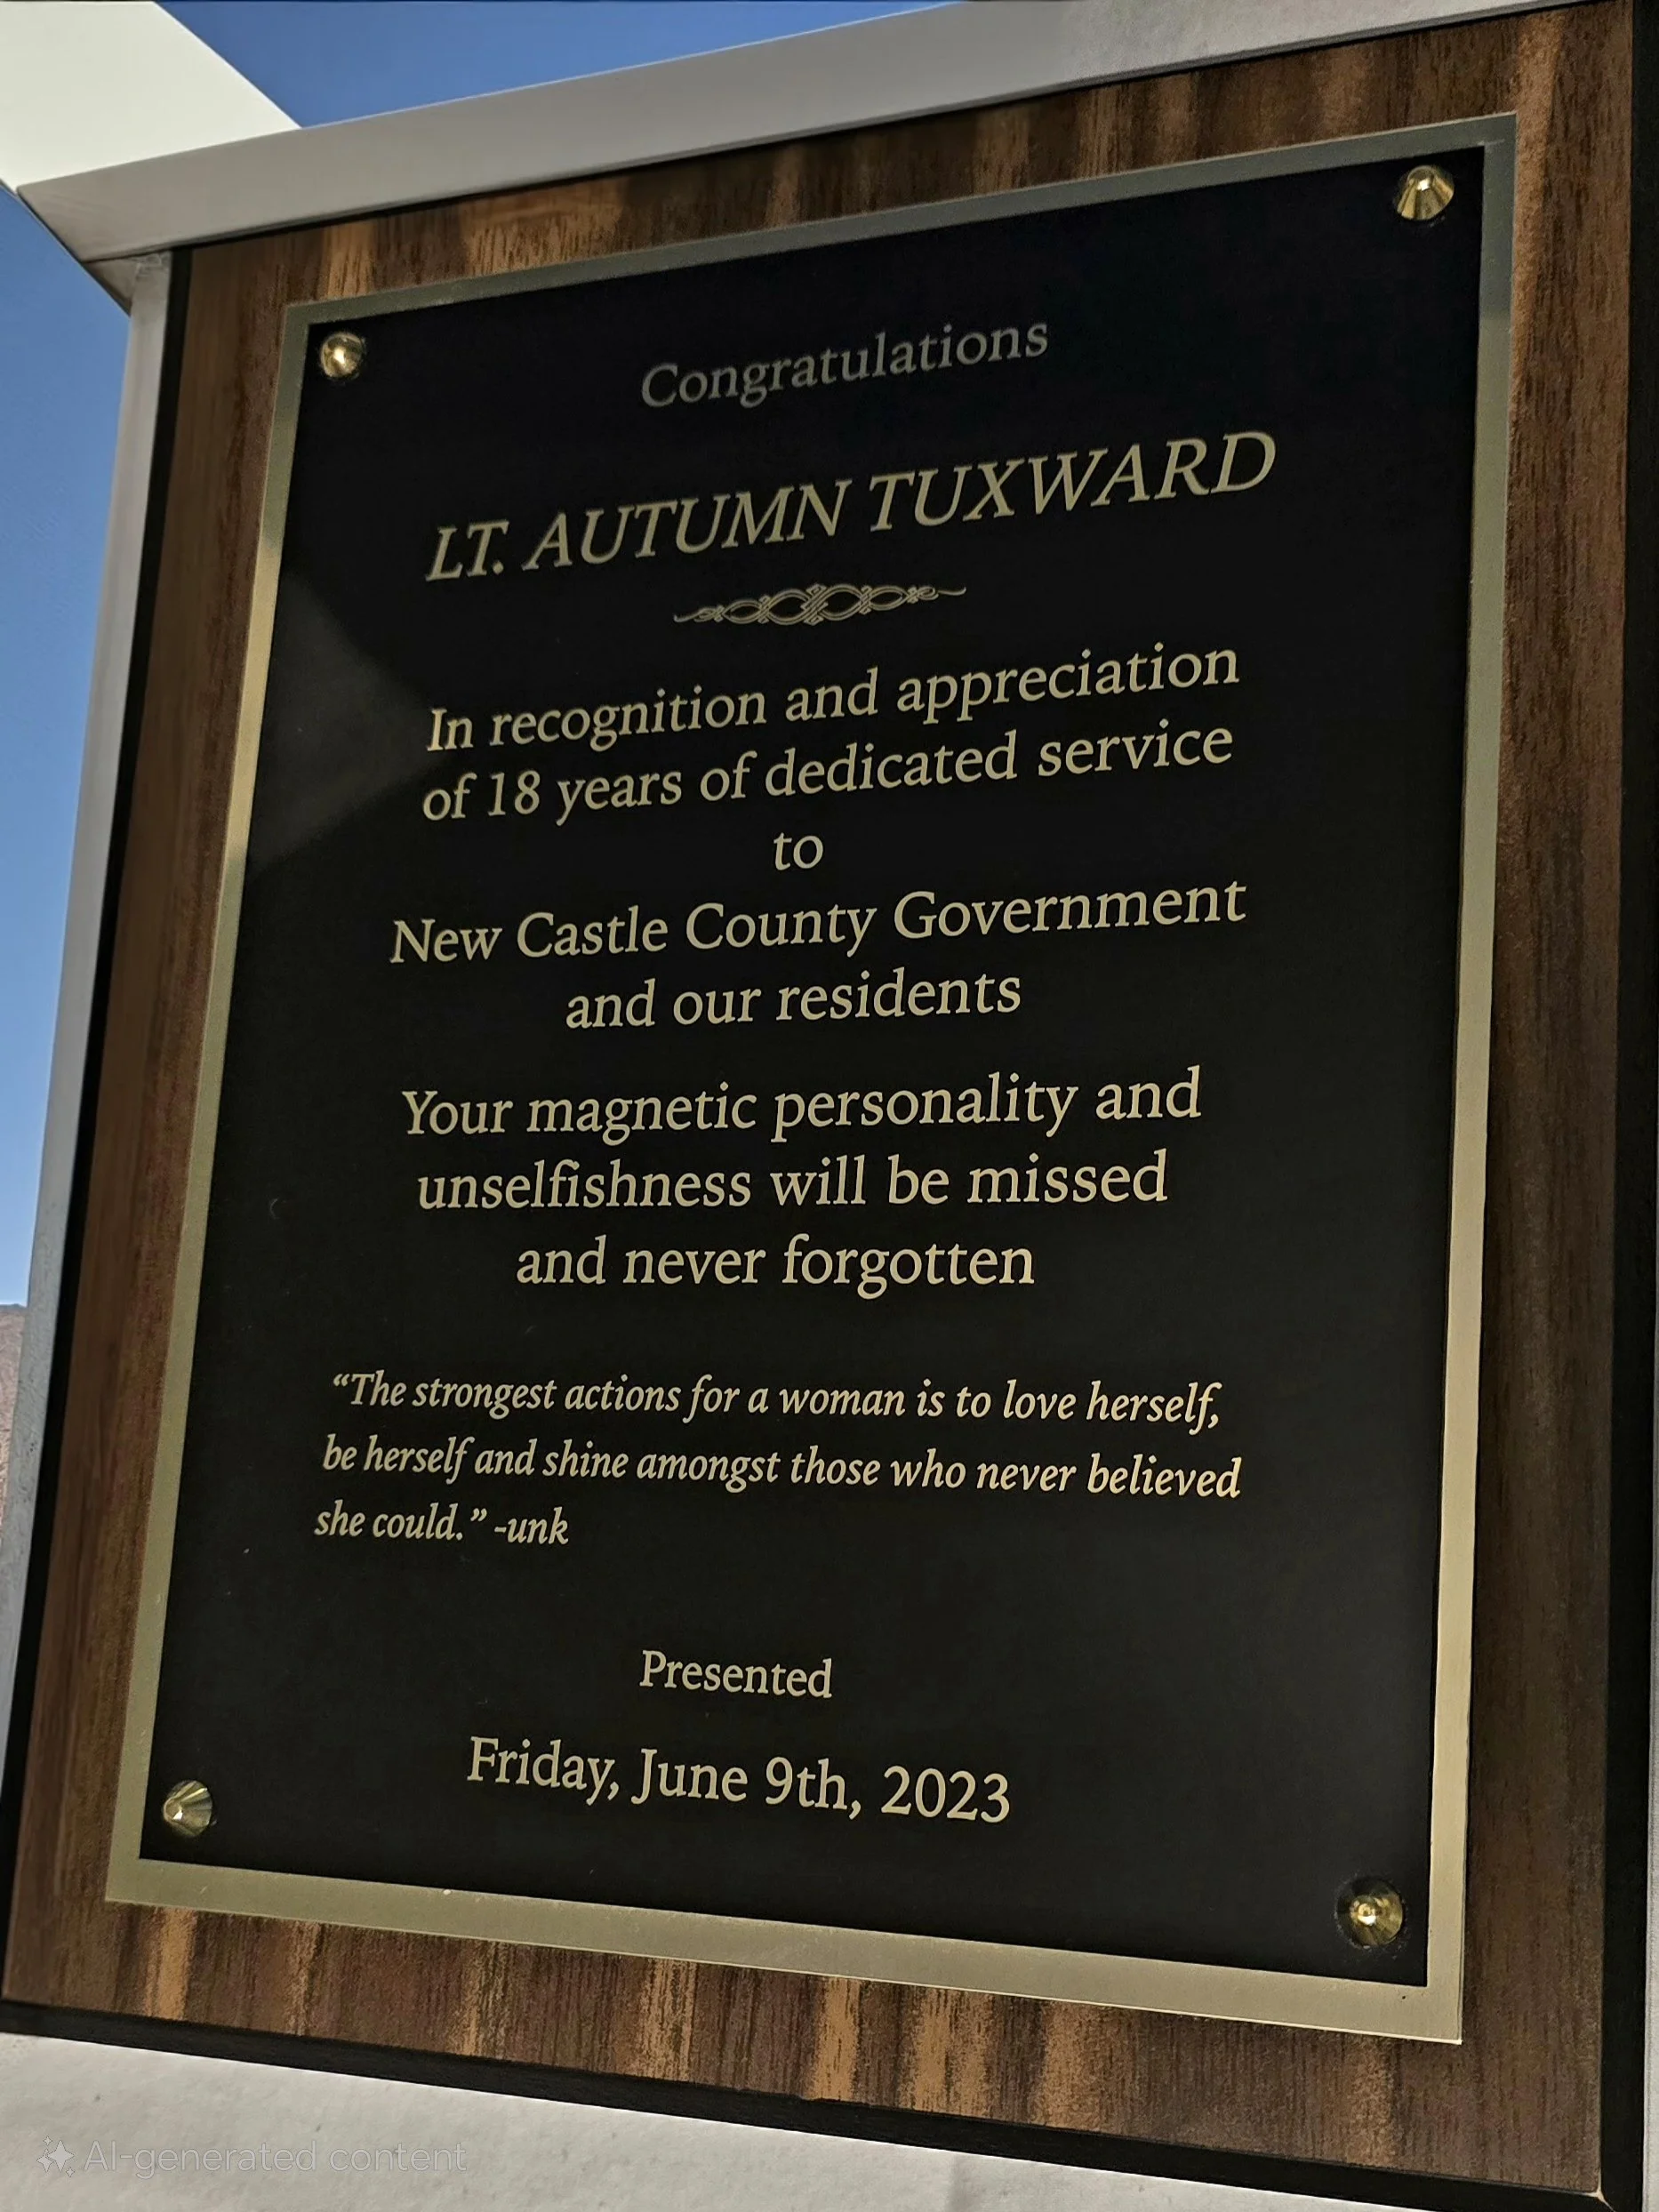 Congratulations
LT. AUTUMN TUXWARD
In recognition and appreciation
of 18 years of dedicated service
to
New Castle County Government
and our residents
Your magnetic personality and
unselfishness will be missed
and never forgotten
“The strongest actions for a woman is to love herself,
be herself and shine amongst those who never believed
she could.” -unk
Presented
Friday, June 9th, 2023
AI-generated content